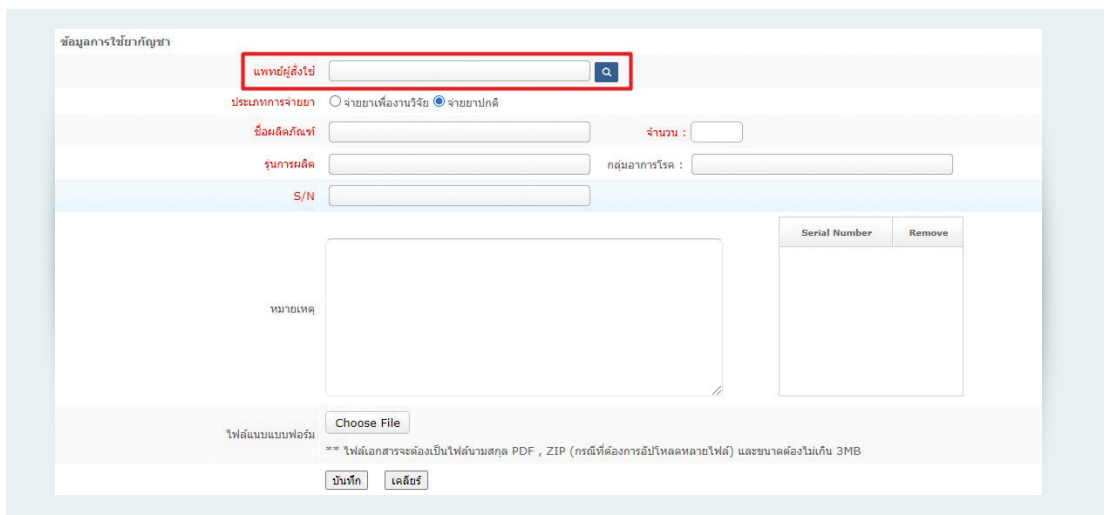 ข้อมูลการใช้ยากัญชา
แพทย์ผู้สั่งใช้
ประเภทการจ่ายยา จ่ายยาเพื่องานวิจัย จ่ายยาปกติ
ชื่อผลิตภัณฑ์ จำนวน :
รุ่นการผลิต กลุ่มอาการโรค :
S/N
Serial Number Remove
หมายเหตุ
ไฟล์แนบแบบฟอร์ม Choose File
** ไฟล์เอกสารจะต้องเป็นไฟล์นามสกุล PDF , ZIP (กรณีที่ต้องการอัปโหลดหลายไฟล์) และขนาดต้องไม่เกิน 3MB
บันทึก เคลียร์